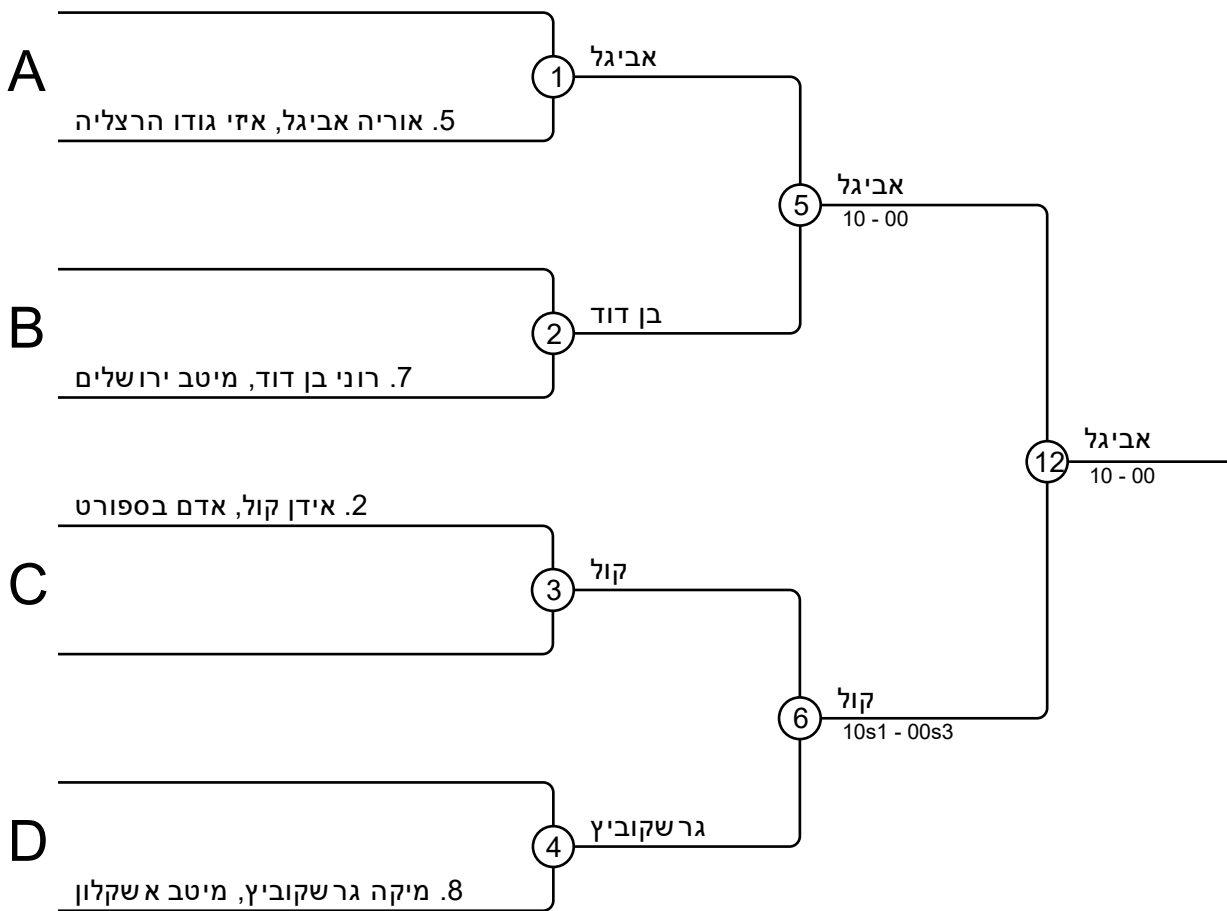 A
1
אביגל
5. אוריה אביגל, איזי גודו הרצליה
5
אביגל
10 - 00
B
2
בן דוד
7. רוני בן דוד, מיטב ירושלים
12
אביגל
10 - 00
2. אידן קול, אדם בספורט
C
3
קול
6
קול
10s1 - 00s3
D
4
גרשקוביץ
8. מיקה גרשקוביץ, מיטב אשקלון